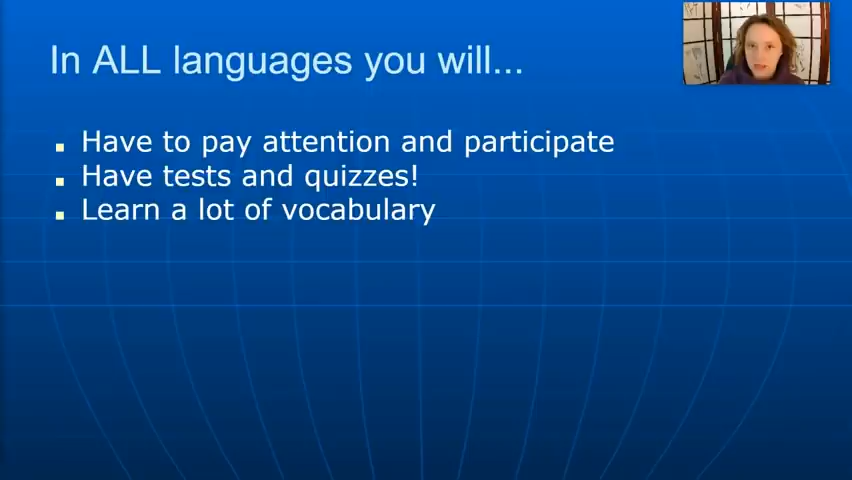 In ALL languages you will...
Have to pay attention and participate
Have tests and quizzes!
Learn a lot of vocabulary